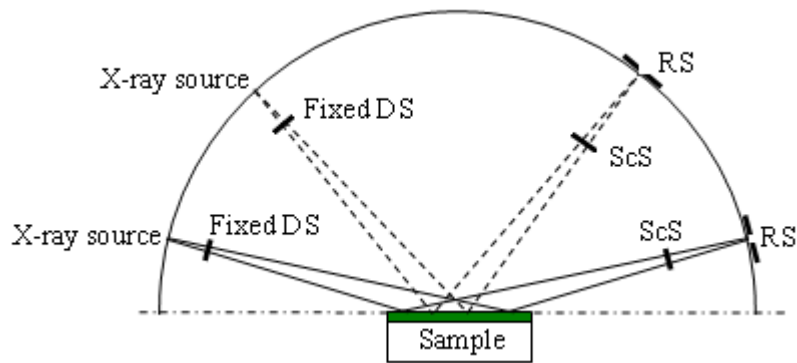 RS
X-ray source
Fixed DS
ScS
Fixed DS
ScS
X-ray source
RS
Sample